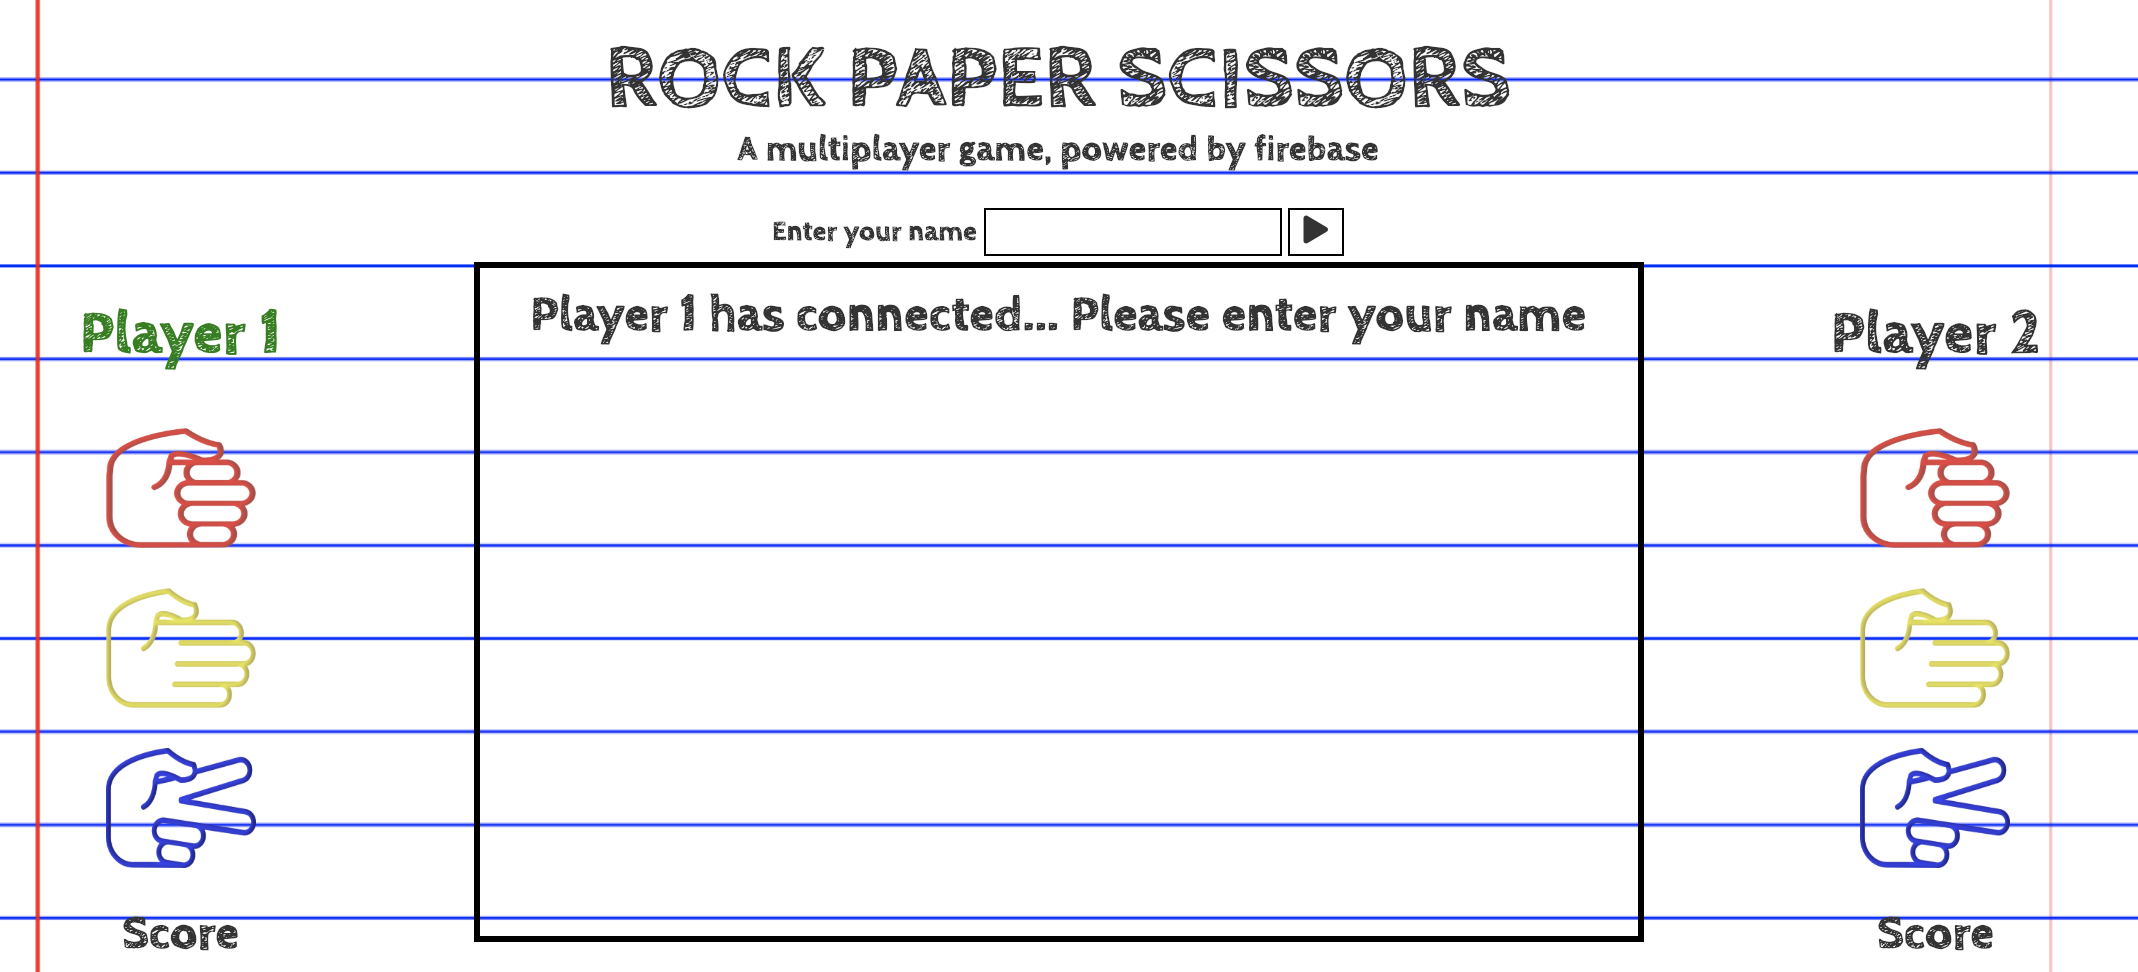 ROCK PAPER SCISSORS
A multiplayer game, powered by firebase
Enter your name
Player 1 has connected... Please enter your name
Player 1
Player 2
Score
Score